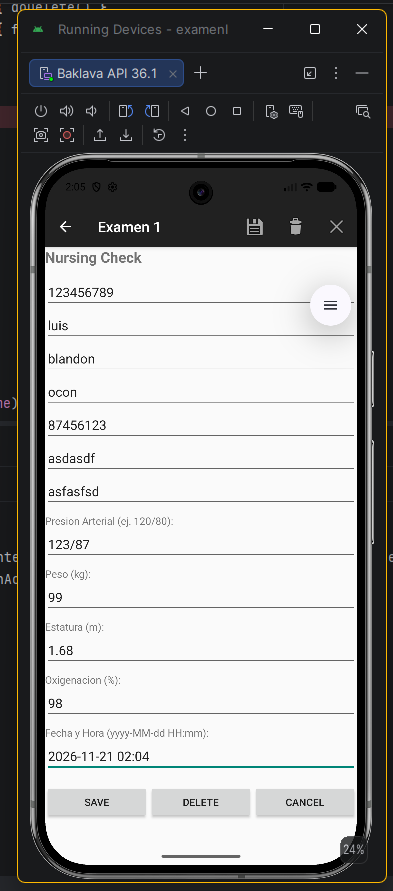 Running Devices - examenI
Baklava API 36.1
2:05
Examen 1
Nursing Check
123456789
luis
blandon
ocon
87456123
asdasdf
asfasfsd
Presion Arterial (ej. 120/80):
123/87
Peso (kg):
99
Estatura (m):
1.68
Oxigenacion (%):
98
Fecha y Hora (yyyy-MM-dd HH:mm):
2026-11-21 02:04
SAVE DELETE CANCEL
24%